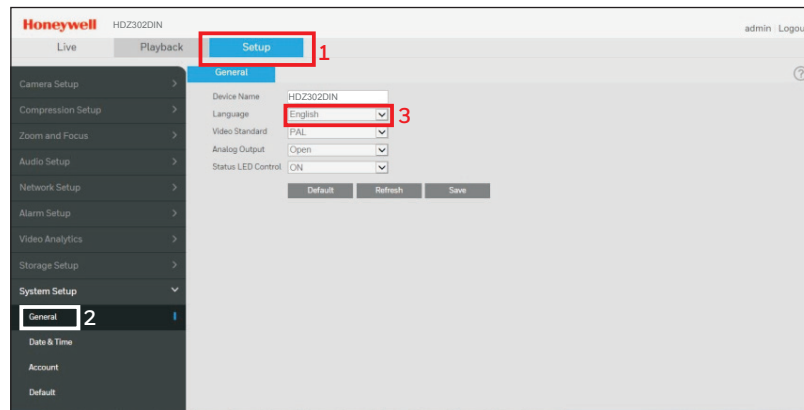 Honeywell HDZ302DIN
admin Logou
Live Playback Setup 1
General
?
Camera Setup
Compression Setup
Zoom and Focus
Audio Setup
Network Setup
Alarm Setup
Video Analytics
Storage Setup
System Setup
General 2
Date & Time
Account
Default
Device Name HDZ302DIN
Language English 3
Video Standard PAL
Analog Output Open
Status LED Control ON
Default Refresh Save